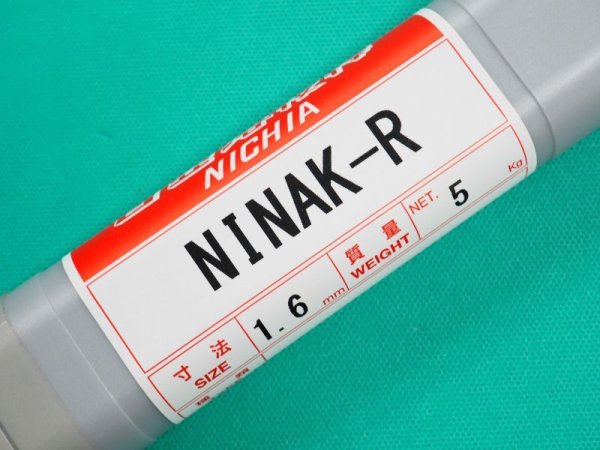 NICHIA
NINAK-R
寸法 1.6 mm 質量 NET. 5 Kg
SIZE WEIGHT